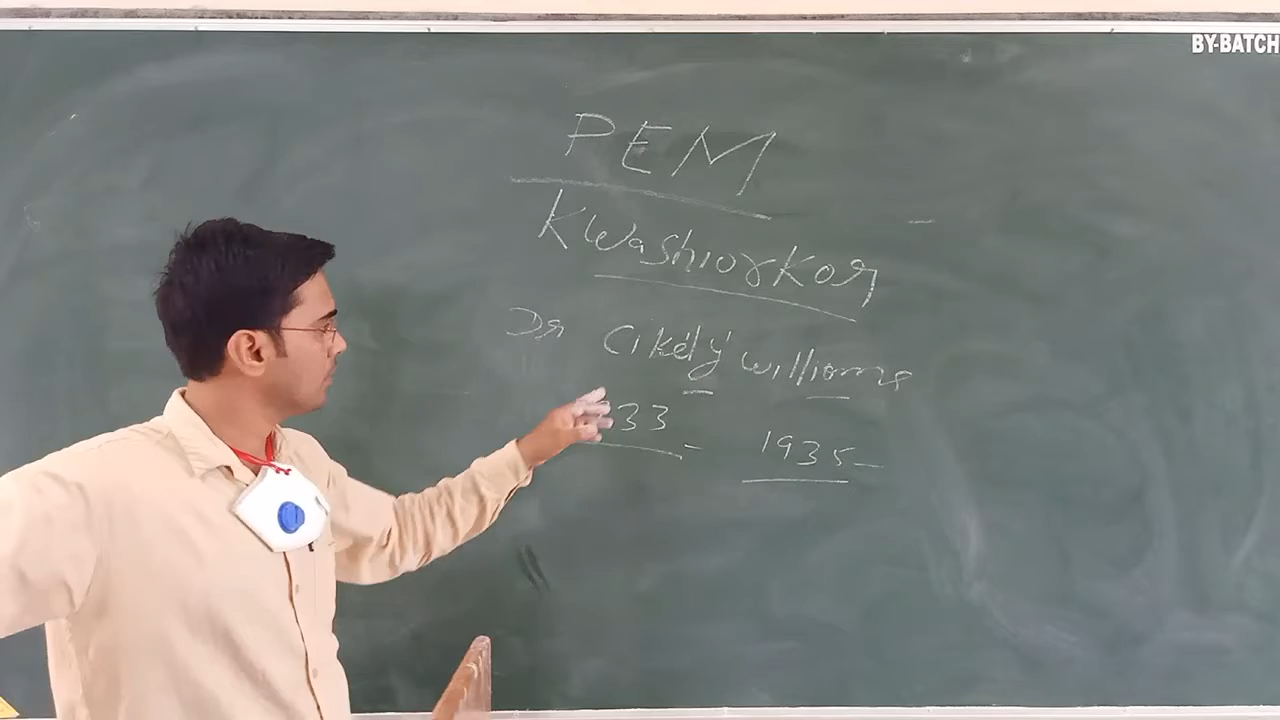 BY-BATCH
PEM
Kwashiorkor
Dr Cikely williams
33 - 1935-